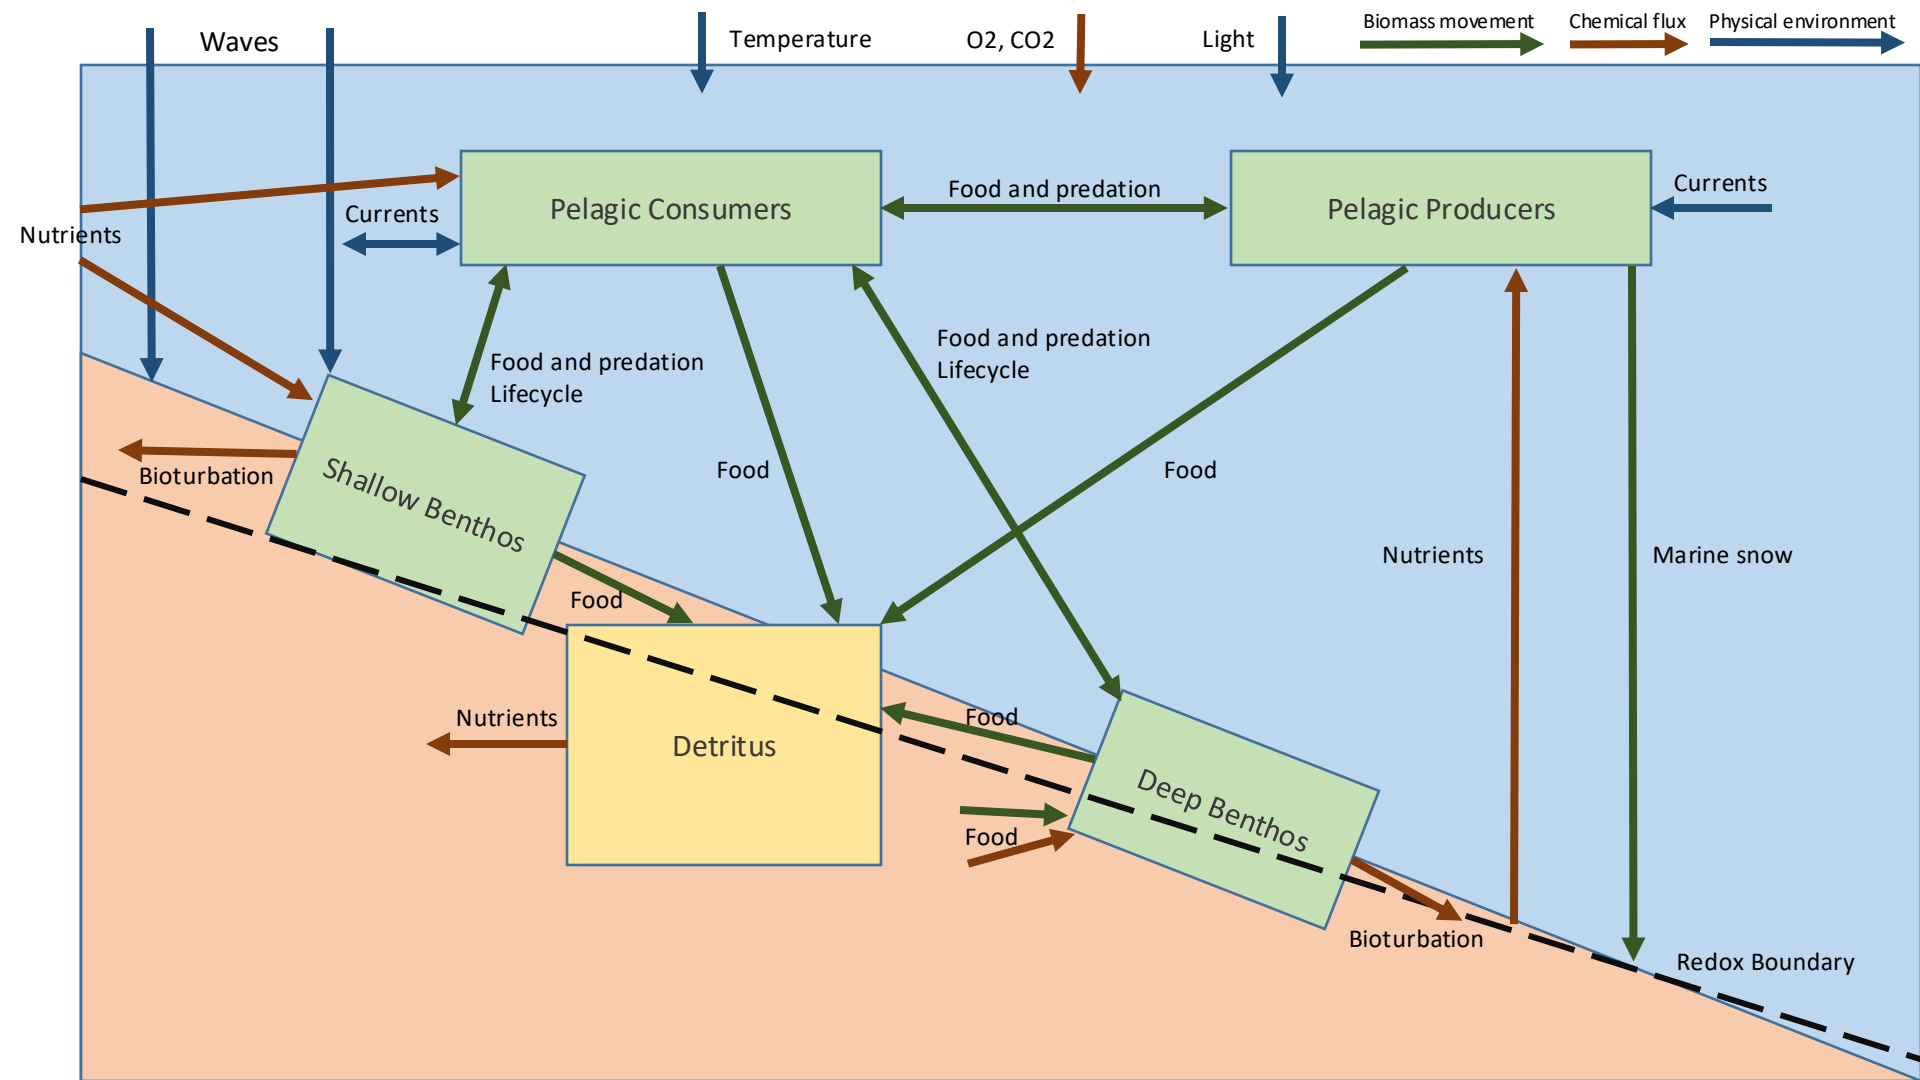 Biomass movement
Chemical flux
Physical environment
Waves
Temperature
O2, CO2
Light
Pelagic Consumers
Food and predation
Pelagic Producers
Currents
Currents
Nutrients
Food and predation
Lifecycle
Food and predation
Lifecycle
Bioturbation
Shallow Benthos
Food
Food
Nutrients
Marine snow
Food
Nutrients
Detritus
Food
Food
Deep Benthos
Bioturbation
Redox Boundary